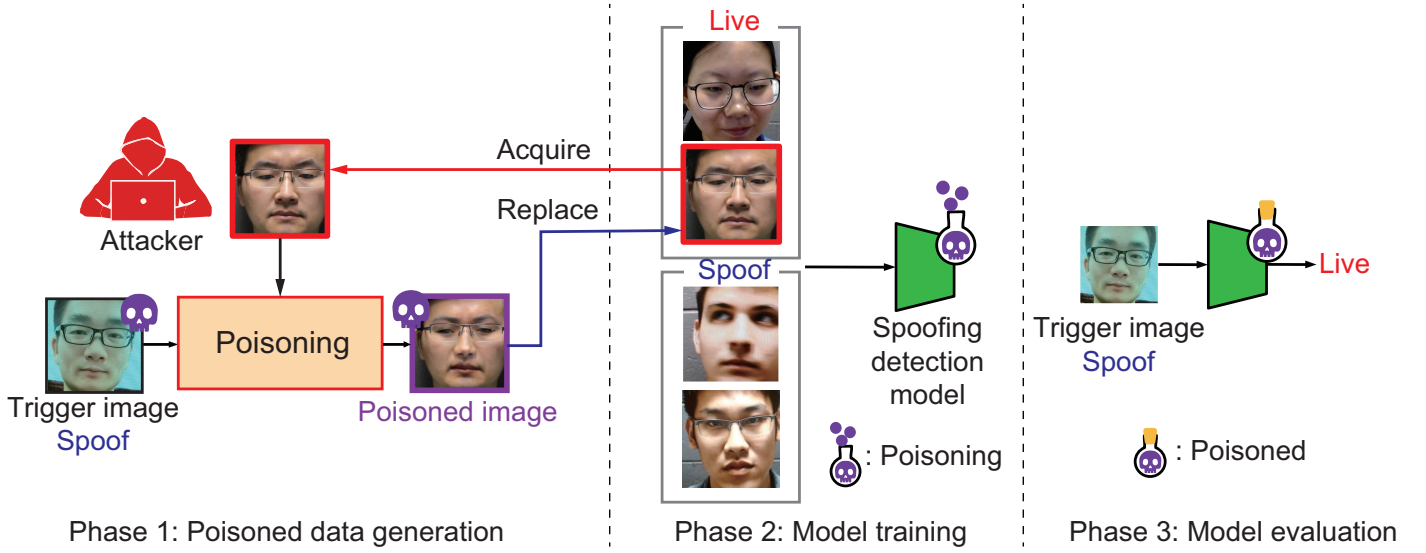 Live
Acquire
Replace
Attacker
Spoof
Poisoning
Trigger image
Spoof
Poisoned image
Spoofing
detection
model
: Poisoning
Trigger image
Spoof
Live
: Poisoned
Phase 1: Poisoned data generation
Phase 2: Model training
Phase 3: Model evaluation